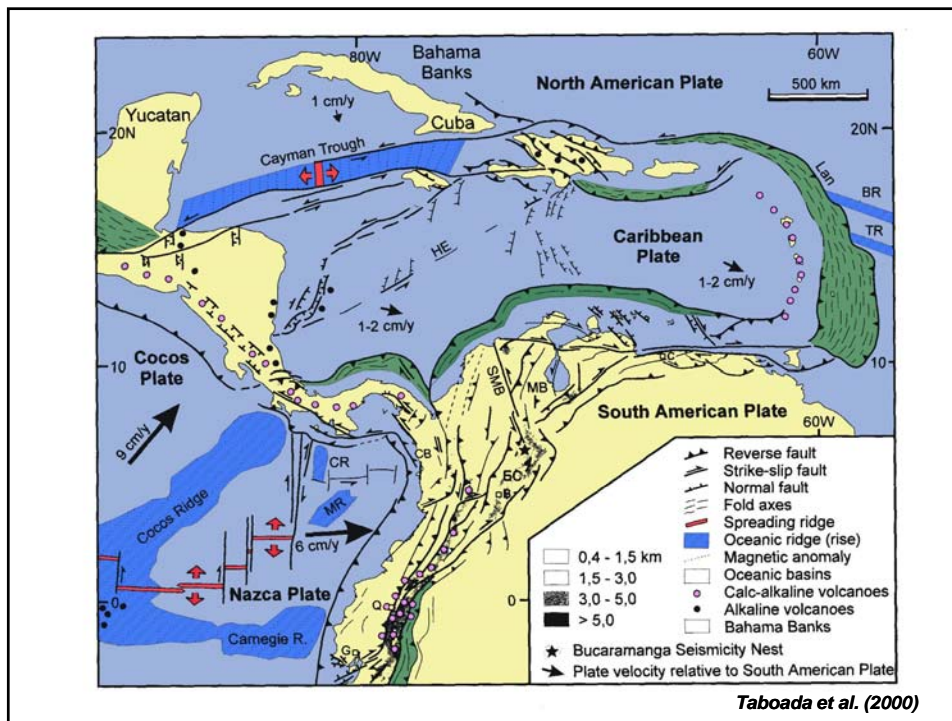 80W
60W
Bahama
Banks
North American Plate
500 km
Yucatan
1 cm/y
Cuba
20N
20N
Cayman Trough
Lan
BR
TR
HE
Caribbean
Plate
1-2 cm/y
1-2 cm/y
Cocos
Plate
10
10
SMB
MB
South American Plate
60W
9 cm/y
CB
CR
MR
Cocos Ridge
6 cm/y
Nazca Plate
0
0
Carnegie R.
Q
G
B
Reverse fault
Strike-slip fault
Normal fault
Fold axes
Spreading ridge
Oceanic ridge (rise)
Magnetic anomaly
Oceanic basins
Calc-alkaline volcanoes
Alkaline volcanoes
Bahama Banks
0,4 - 1,5 km
1,5 - 3,0
3,0 - 5,0
> 5,0
Bucaramanga Seismicity Nest
Plate velocity relative to South American Plate
Taboada et al. (2000)